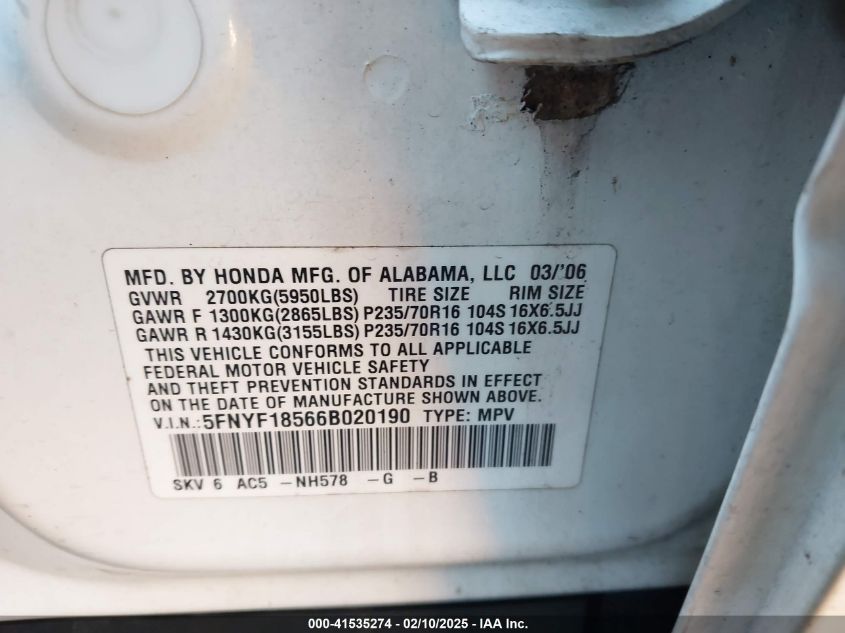 MFD. BY HONDA MFG. OF ALABAMA, LLC 03/'06
GVWR 2700KG(5950LBS) TIRE SIZE RIM SIZE
GAWR F 1300KG(2865LBS) P235/70R16 104S 16X6.5JJ
GAWR R 1430KG(3155LBS) P235/70R16 104S 16X6.5JJ
THIS VEHICLE CONFORMS TO ALL APPLICABLE
FEDERAL MOTOR VEHICLE SAFETY
AND THEFT PREVENTION STANDARDS IN EFFECT
ON THE DATE OF MANUFACTURE SHOWN ABOVE.
V.I.N.:5FNYF18566B020190 TYPE: MPV
SKV 6 AC5 -NH578 -G -B
000-41535274 - 02/10/2025 - IAA Inc.